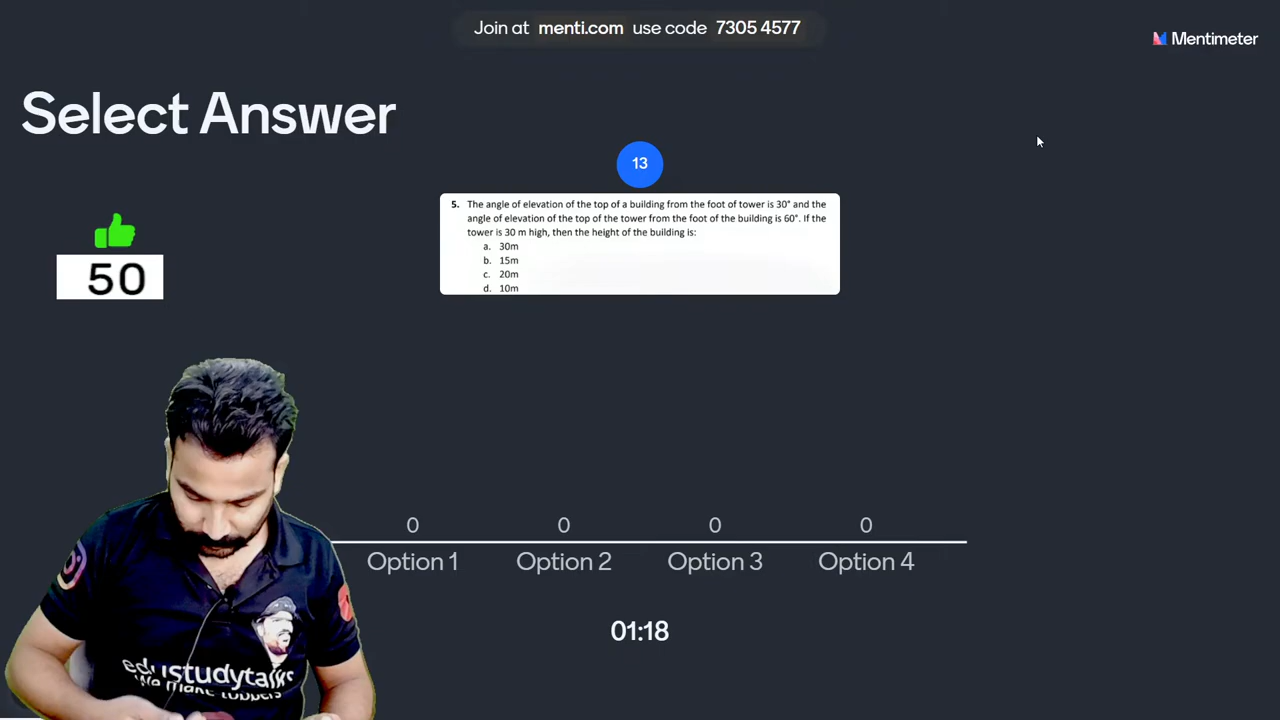 Join at menti.com use code 7305 4577
Mentimeter
Select Answer
13
5. The angle of elevation of the top of a building from the foot of tower is 30° and the
angle of elevation of the top of the tower from the foot of the building is 60°. If the
tower is 30 m high, then the height of the building is:
a. 30m
b. 15m
c. 20m
d. 10m
50
0 0 0 0
Option 1 Option 2 Option 3 Option 4
01:18
edustudytalks
We make toppers